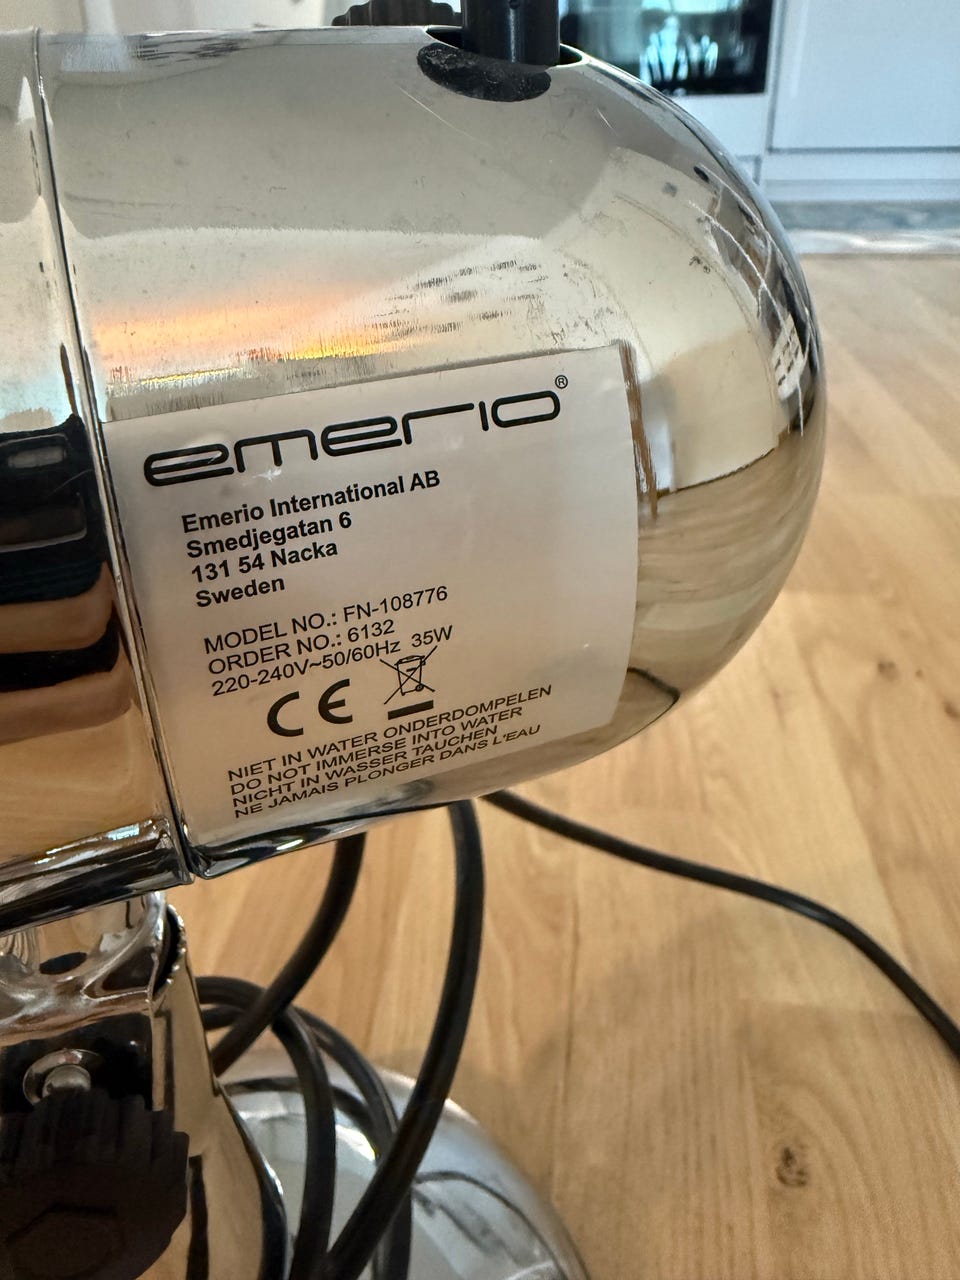 emerio®
Emerio International AB
Smedjegatan 6
131 54 Nacka
Sweden
MODEL NO.: FN-108776
ORDER NO.: 6132
220-240V~50/60Hz 35W
CE
NIET IN WATER ONDERDOMPELEN
DO NOT IMMERSE INTO WATER
NICHT IN WASSER TAUCHEN
NE JAMAIS PLONGER DANS L'EAU